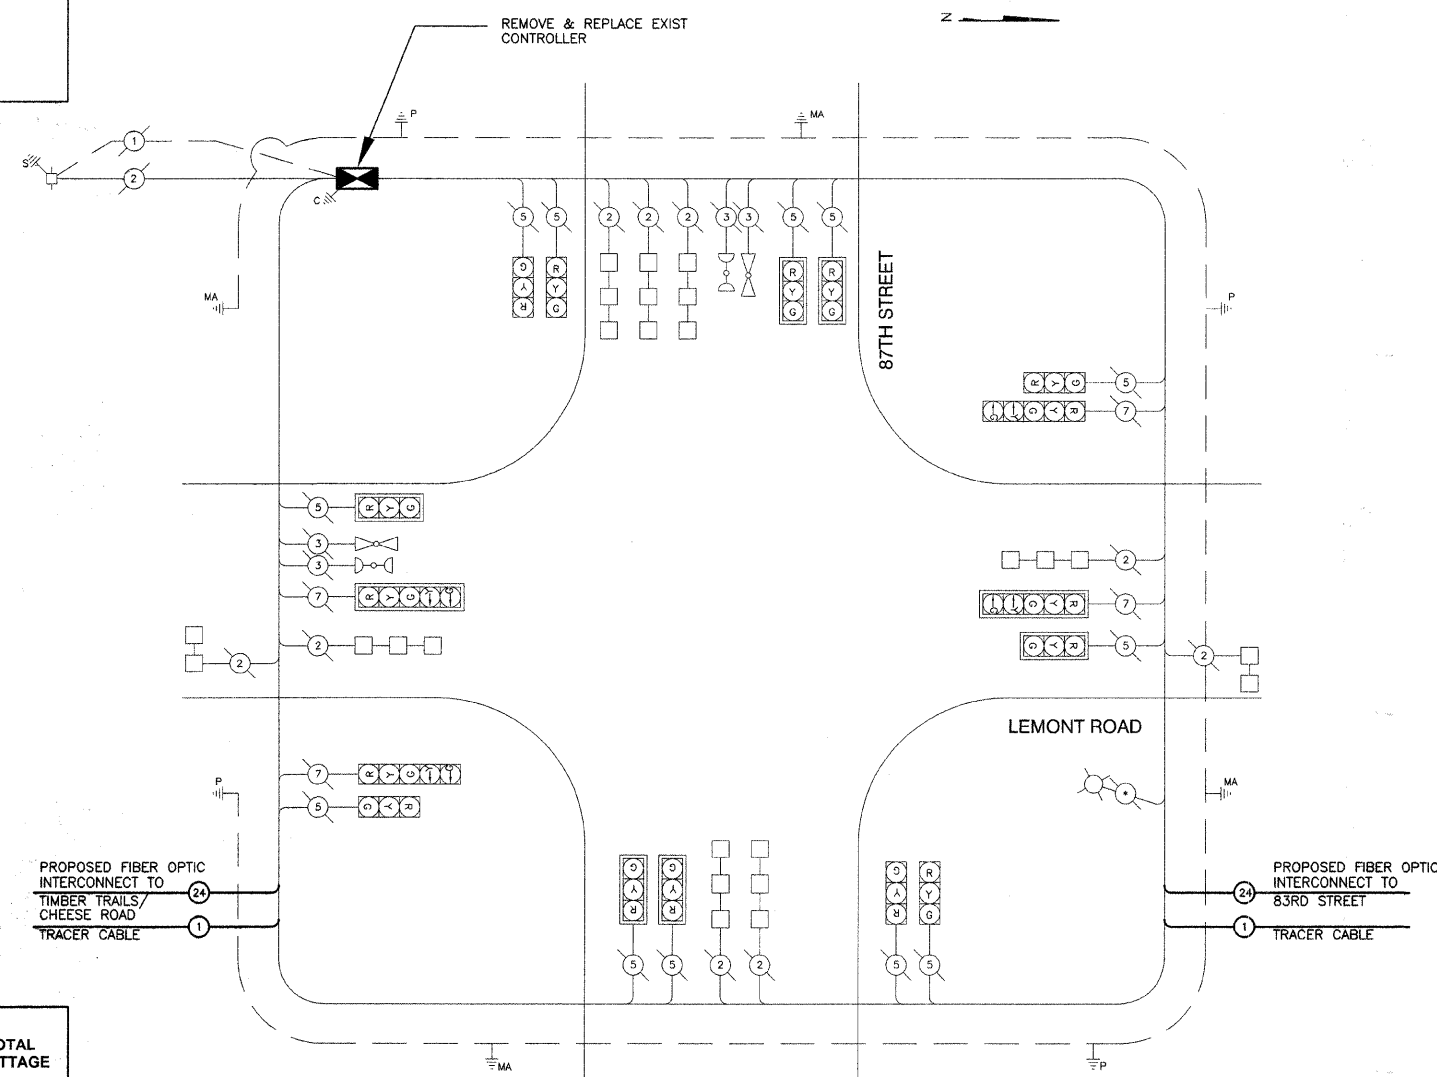 REMOVE & REPLACE EXIST
CONTROLLER
N
P
MA
1
S
2
C
5 5 2 2 2 3 3 5 5
G R
Y Y
R G
R R
Y Y
G G
MA
87TH STREET
P
R Y G 5
G Y G Y R 7
5 R Y G
3
3
7 R Y G Y G
2
2
2
G Y G Y R 7
G Y R 5
2
LEMONT ROAD
7 R Y G Y G
5 G Y R
P
*
MA
PROPOSED FIBER OPTIC
INTERCONNECT TO
24
TIMBER TRAILS/
CHEESE ROAD
1
TRACER CABLE
G G
Y Y
R R
G R
Y Y
R G
5 5 2 2 5 5
PROPOSED FIBER OPTIC
INTERCONNECT TO
24
83RD STREET
1
TRACER CABLE
OTAL
TTAGE
MA
P